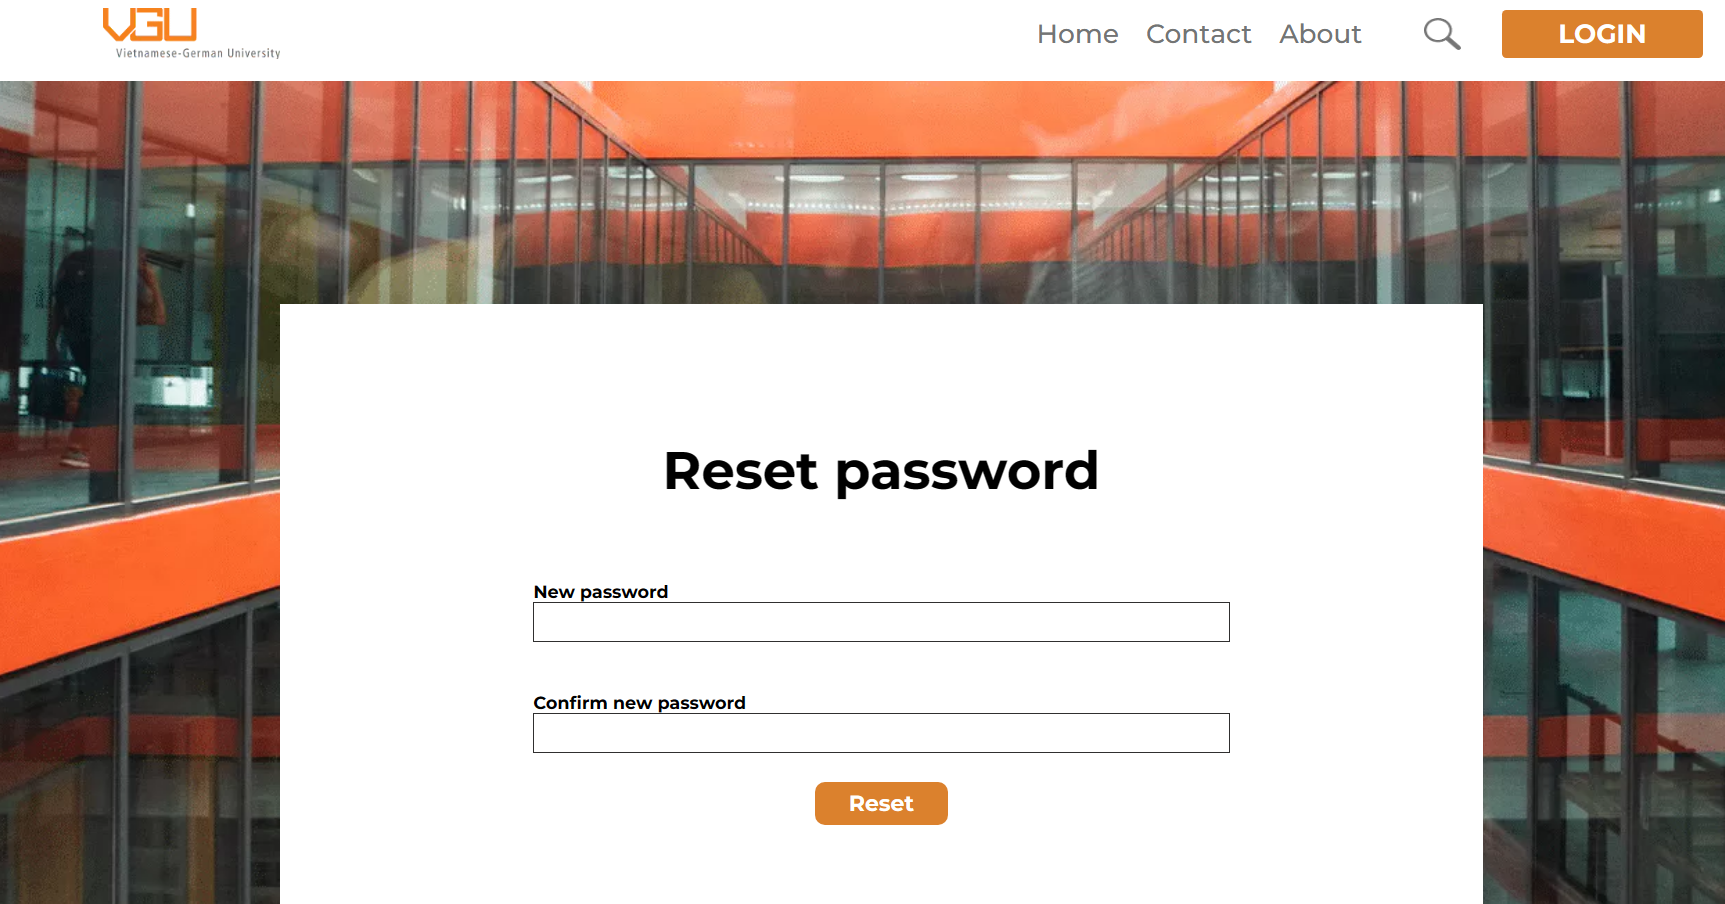 VGU
Vietnamese-German University
Home Contact About LOGIN
Reset password
New password
Confirm new password
Reset